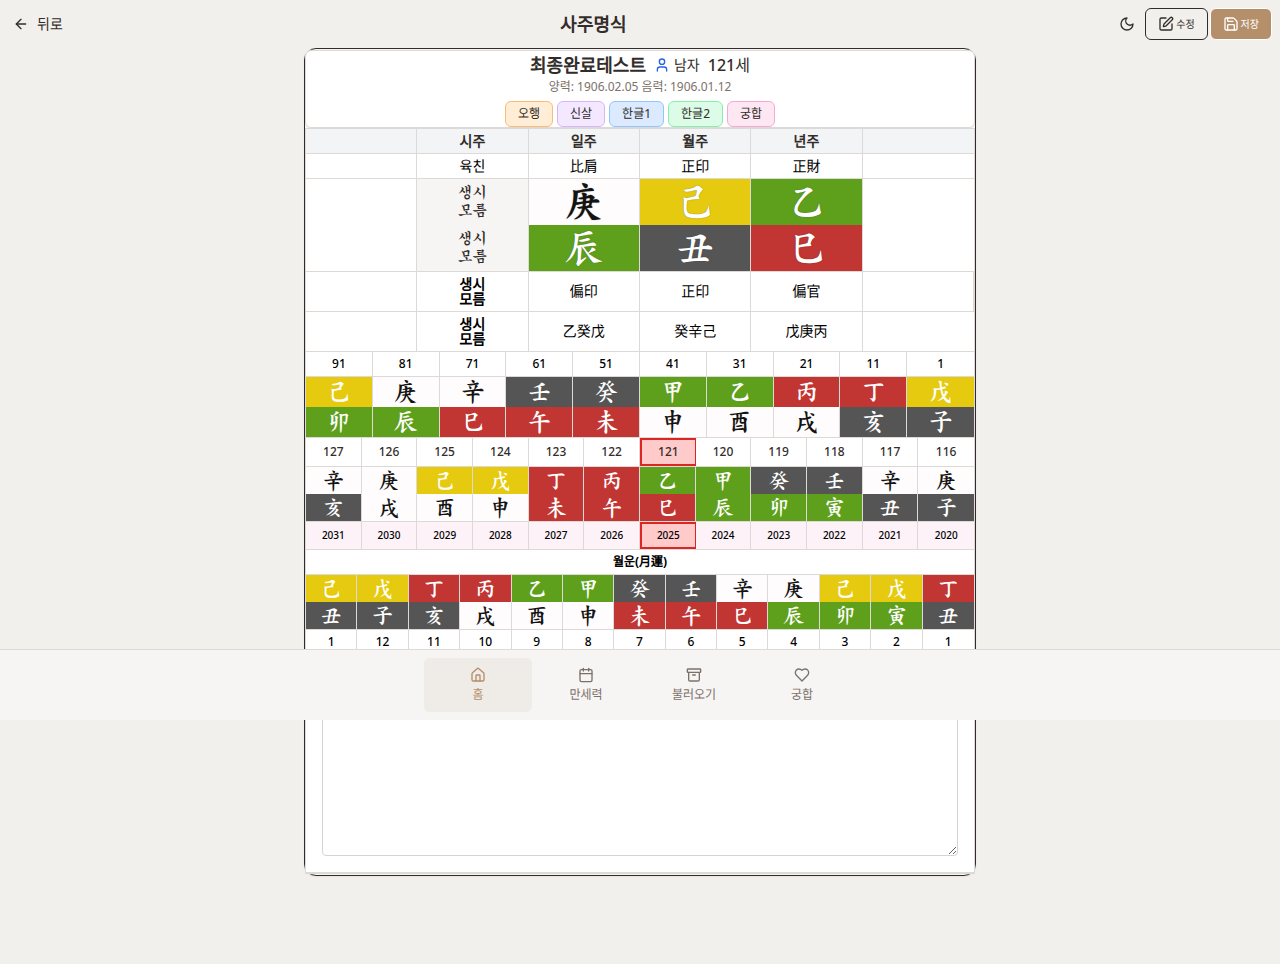 뒤로
사주명식
수정
저장
최종완료테스트 남자 121세
양력: 1906.02.05 음력: 1906.01.12
오행 신살 한글1 한글2 궁합
시주 일주 월주 년주
육친 比肩 正印 正財
생시 모름 庚 己 乙
생시 모름 辰 丑 巳
생시 모름 偏印 正印 偏官
생시 모름 乙癸戊 癸辛己 戊庚丙
91 81 71 61 51 41 31 21 11 1
己 庚 辛 壬 癸 甲 乙 丙 丁 戊
卯 辰 巳 午 未 申 酉 戌 亥 子
127 126 125 124 123 122 121 120 119 118 117 116
辛 庚 己 戊 丁 丙 乙 甲 癸 壬 辛 庚
亥 戌 酉 申 未 午 巳 辰 卯 寅 丑 子
2031 2030 2029 2028 2027 2026 2025 2024 2023 2022 2021 2020
월운(月運)
己 戊 丁 丙 乙 甲 癸 壬 辛 庚 己 戊 丁
丑 子 亥 戌 酉 申 未 午 巳 辰 卯 寅 丑
1 12 11 10 9 8 7 6 5 4 3 2 1
홈 만세력 불러오기 궁합